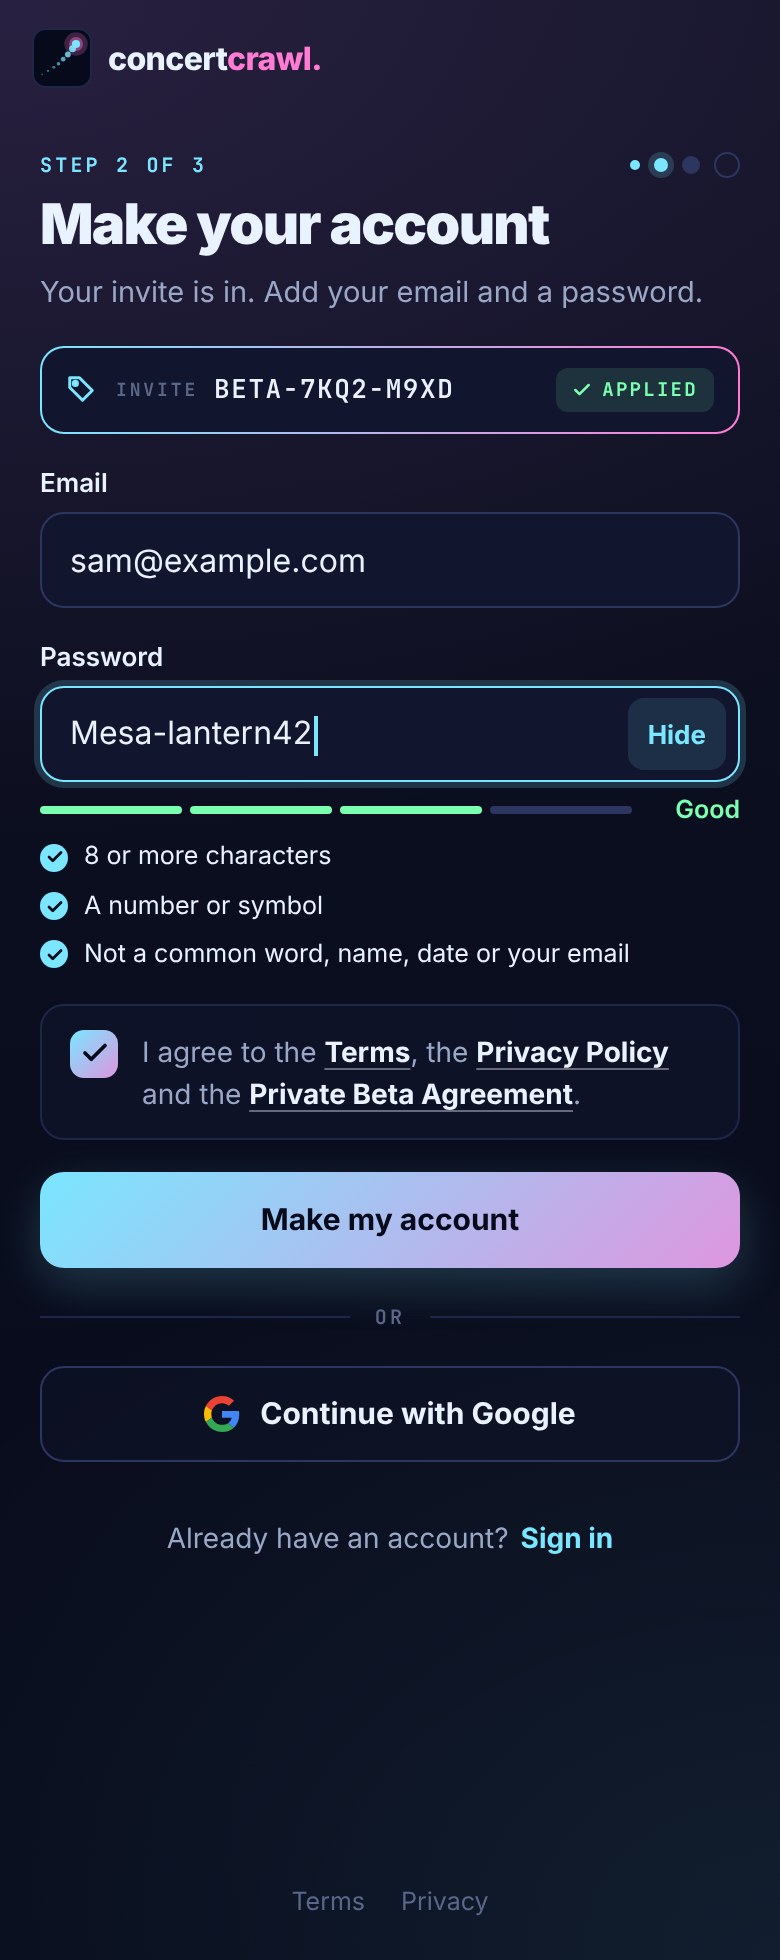 concertcrawl.
STEP 2 OF 3
Make your account
Your invite is in. Add your email and a password.
INVITE BETA-7KQ2-M9XD APPLIED
Email
sam@example.com
Password
Mesa-lantern42 Hide
Good
8 or more characters
A number or symbol
Not a common word, name, date or your email
I agree to the Terms, the Privacy Policy
and the Private Beta Agreement.
Make my account
OR
Continue with Google
Already have an account? Sign in
Terms Privacy